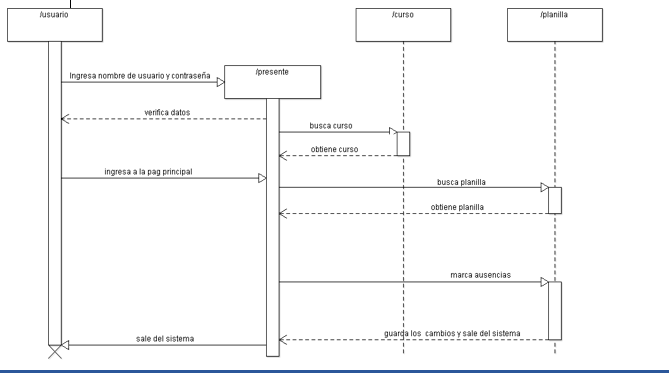 /usuario
/curso
/planilla
Ingresa nombre de usuario y contraseña
/presente
verifica datos
busca curso
obtiene curso
ingresa a la pag principal
busca planilla
obtiene planilla
marca ausencias
guarda los cambios y sale del sistema
sale del sistema